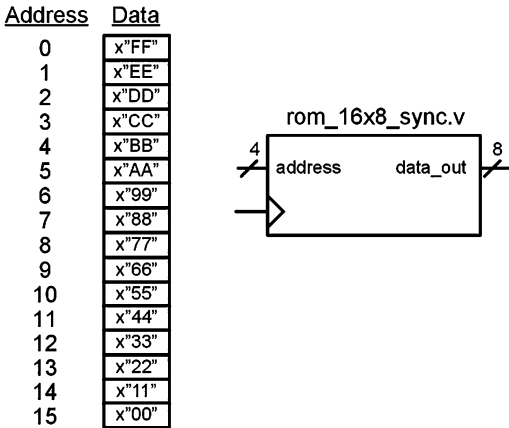 Address Data
0 x"FF"
1 x"EE"
2 x"DD"
3 x"CC"
4 x"BB"
5 x"AA"
6 x"99"
7 x"88"
8 x"77"
9 x"66"
10 x"55"
11 x"44"
12 x"33"
13 x"22"
14 x"11"
15 x"00"
rom_16x8_sync.v
4 8
address data_out